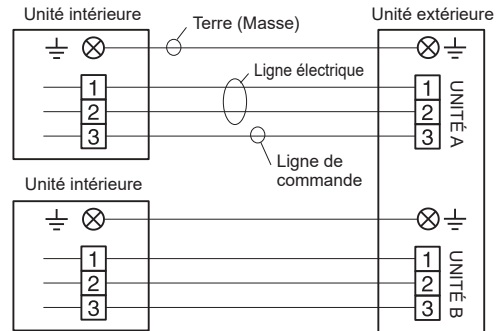 Unité intérieure
Unité extérieure
Terre (Masse)
Ligne électrique
1
2
3
1
2
3
UNITÉ A
Ligne de
commande
Unité intérieure
1
2
3
1
2
3
UNITÉ B